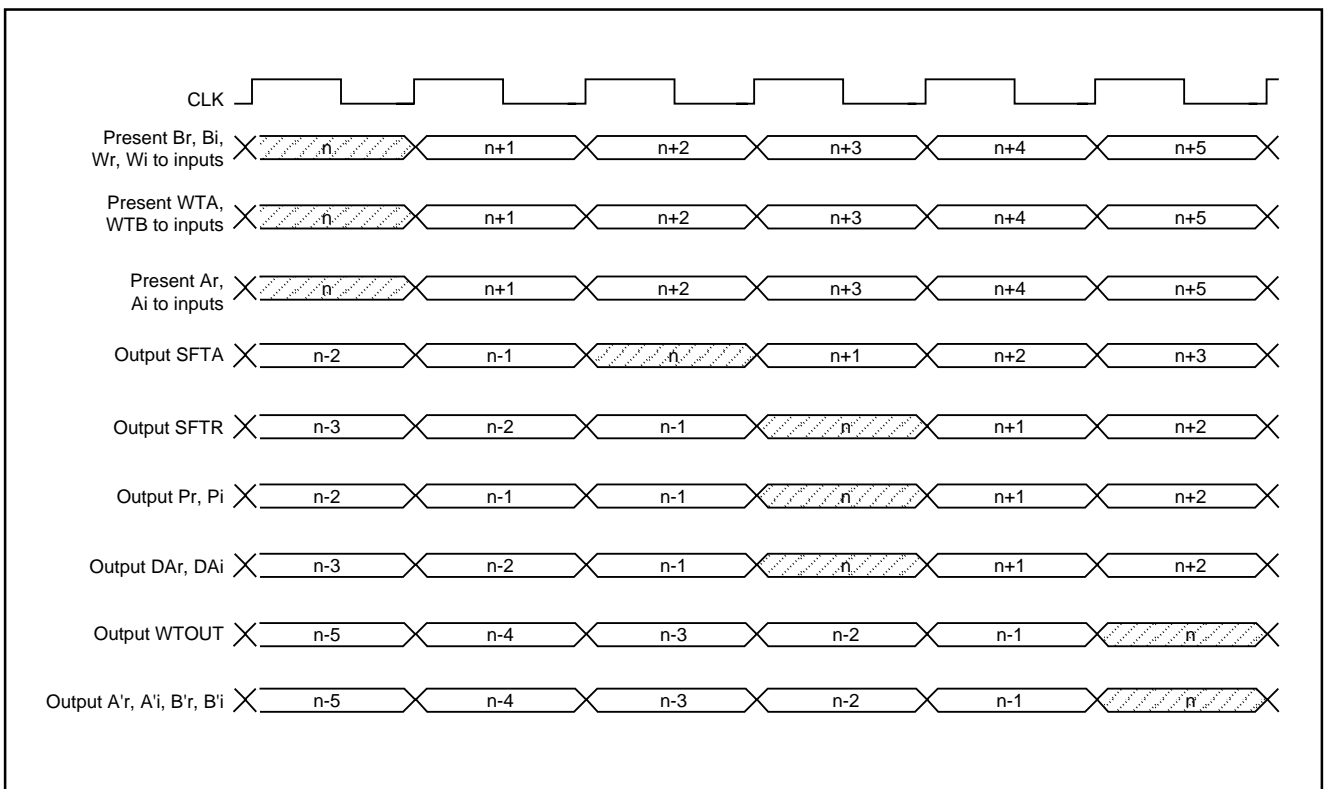 CLK
Present Br, Bi,
Wr, Wi to inputs
n n+1 n+2 n+3 n+4 n+5
Present WTA,
WTB to inputs
n n+1 n+2 n+3 n+4 n+5
Present Ar,
Ai to inputs
n n+1 n+2 n+3 n+4 n+5
Output SFTA n-2 n-1 n n+1 n+2 n+3
Output SFTR n-3 n-2 n-1 n n+1 n+2
Output Pr, Pi n-2 n-1 n-1 n n+1 n+2
Output DAr, DAi n-3 n-2 n-1 n n+1 n+2
Output WTOUT n-5 n-4 n-3 n-2 n-1 n
Output A'r, A'i, B'r, B'i n-5 n-4 n-3 n-2 n-1 n